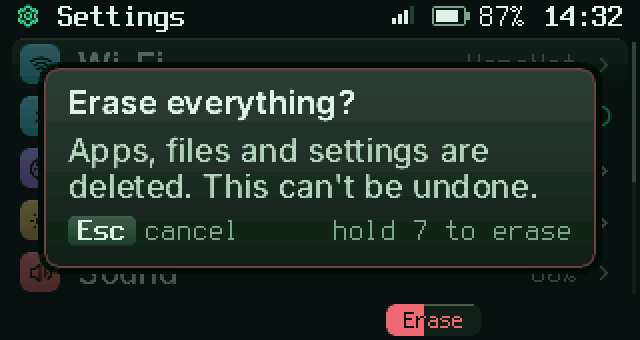 Settings 87% 14:32
Erase everything?
Apps, files and settings are
deleted. This can't be undone.
Esc cancel hold 7 to erase
Sound
Erase